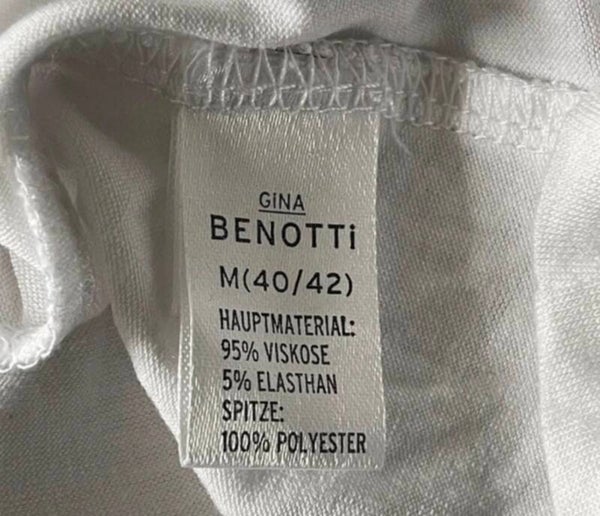 GiNA
BENOTTi
M(40/42)
HAUPTMATERIAL:
95% VISKOSE
5% ELASTHAN
SPITZE:
100% POLYESTER